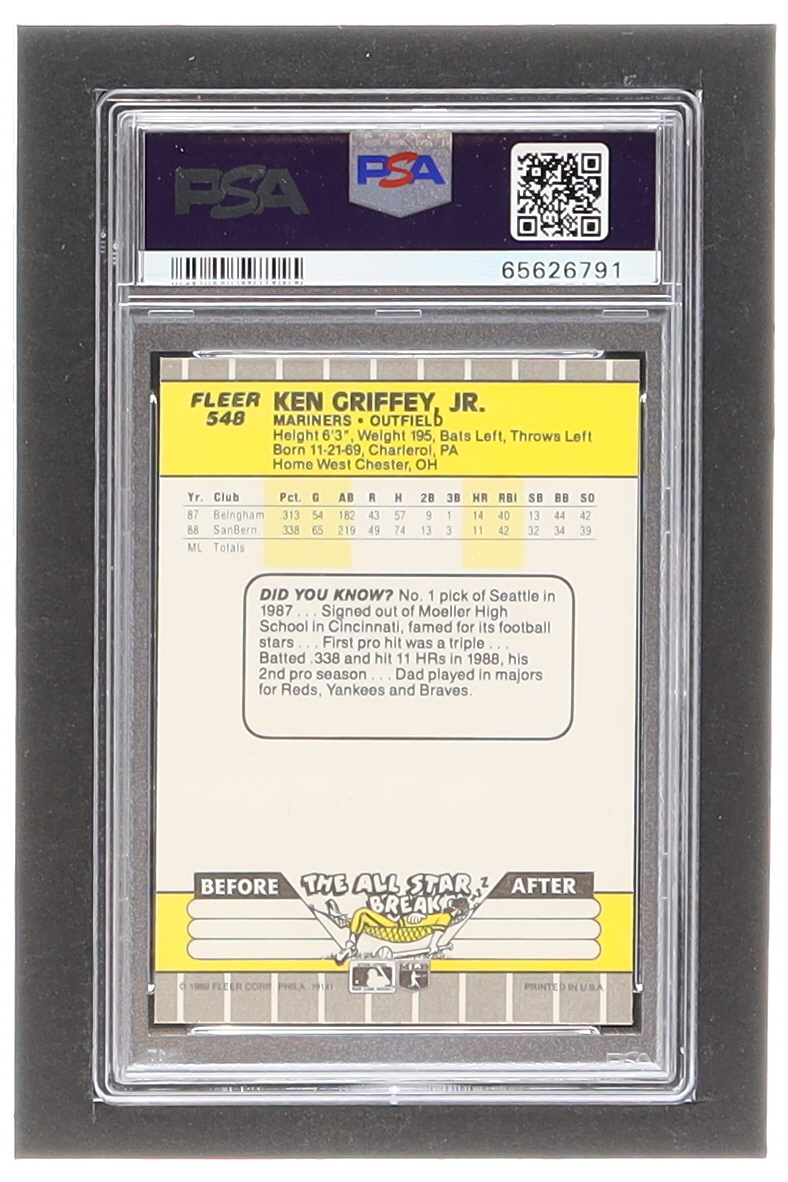 PSA
PSA
65626791
FLEER 548
KEN GRIFFEY, JR.
MARINERS • OUTFIELD
Height 6'3", Weight 195, Bats Left, Throws Left
Born 11-21-69, Charleroi, PA
Home West Chester, OH
Yr. Club Pct. G AB R H 2B 3B HR RBI SB BB SO
87 Belngham 313 54 182 43 57 9 1 14 40 13 44 42
88 SanBern. 338 65 219 49 74 13 3 11 42 32 34 39
ML Totals
DID YOU KNOW? No. 1 pick of Seattle in
1987 . . . Signed out of Moeller High
School in Cincinnati, famed for its football
stars . . . First pro hit was a triple . . .
Batted .338 and hit 11 HRs in 1988, his
2nd pro season . . . Dad played in majors
for Reds, Yankees and Braves.
BEFORE THE ALL STAR BREAK AFTER
Z Z Z
© 1989 FLEER CORP. PHILA. 19141
PRINTED IN U.S.A.
PSA